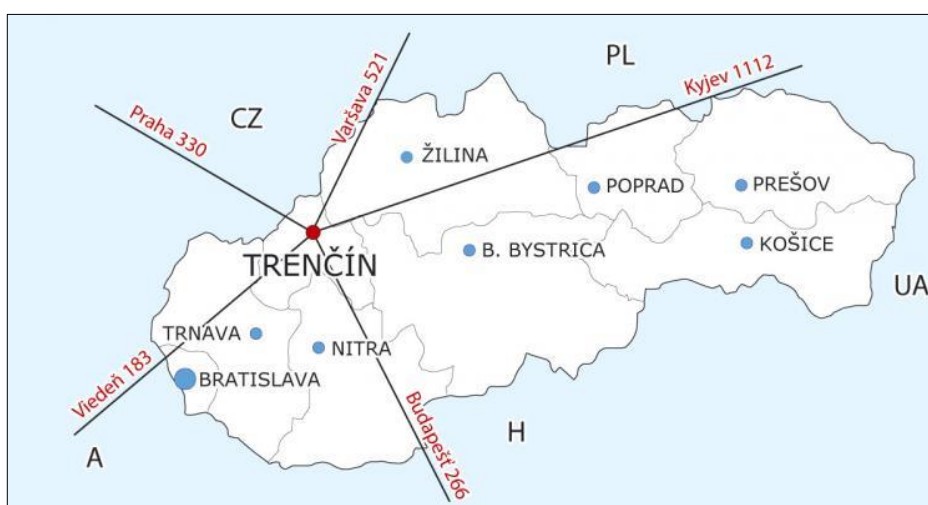 PL
Kyjev 1112
Varšava 521
CZ
Praha 330
ŽILINA
POPRAD
PREŠOV
B. BYSTRICA
KOŠICE
TRENČÍN
UA
TRNAVA
NITRA
Viedeň 183
BRATISLAVA
Budapešť 266
H
A